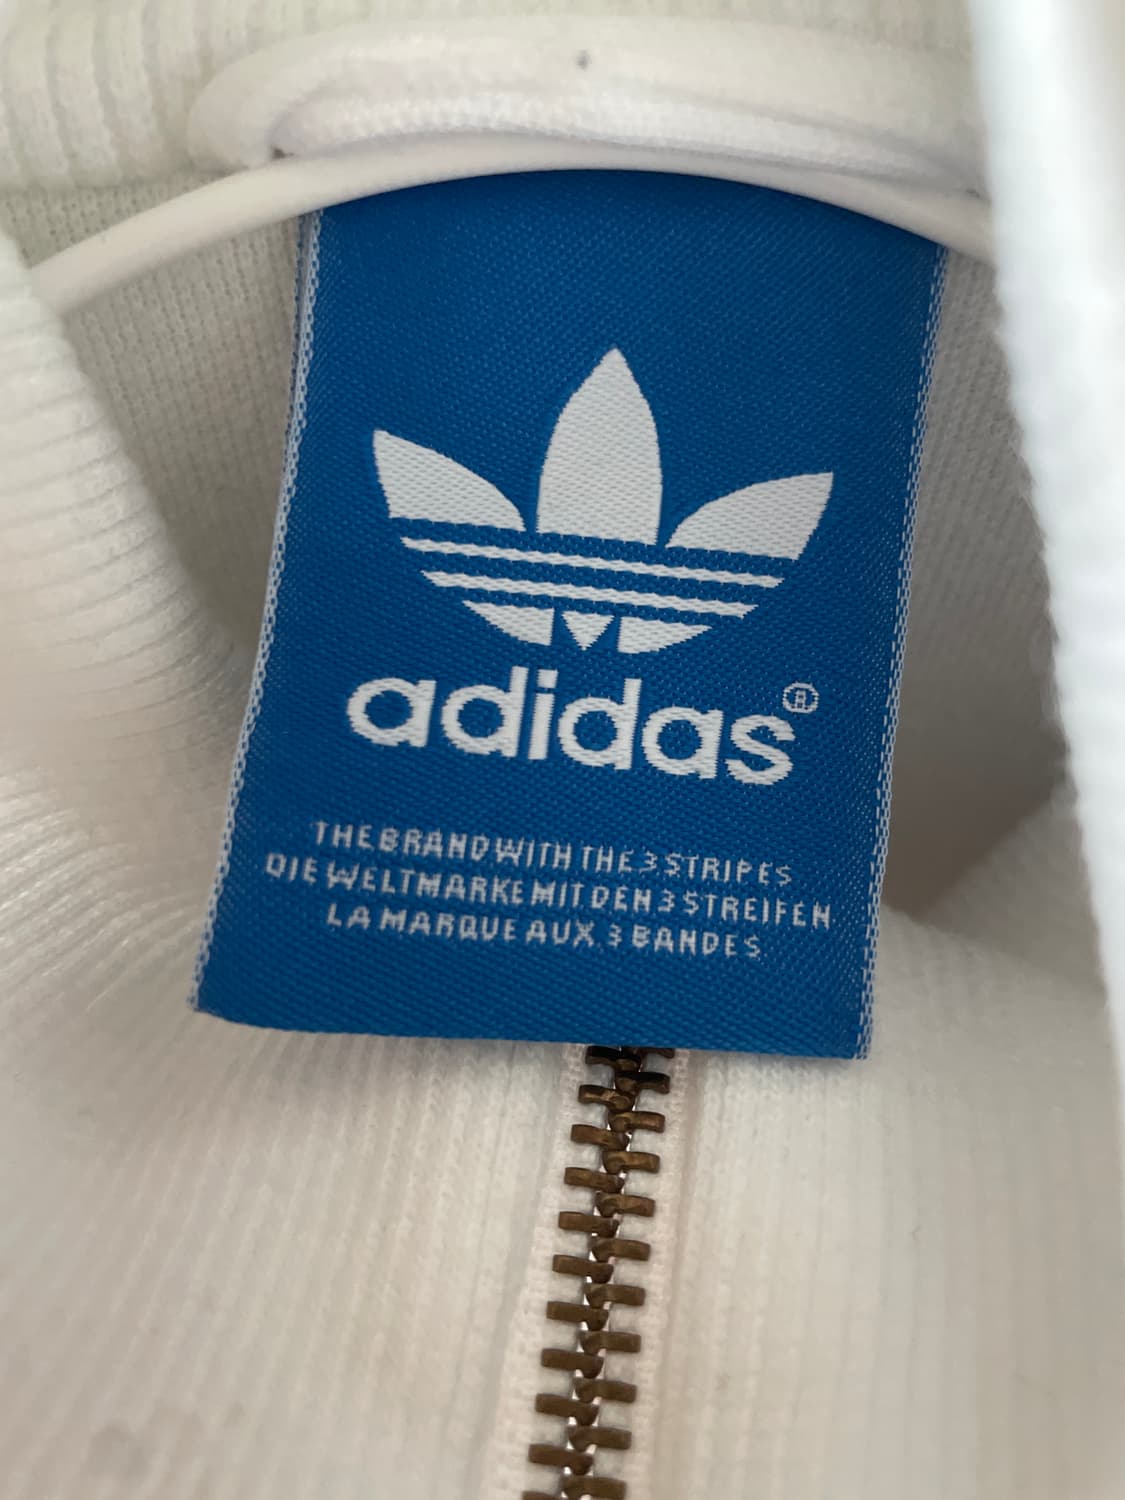 adidas®
THE BRAND WITH THE 3 STRIPES
DIE WELTMARKE MIT DEN 3 STREIFEN
LA MARQUE AUX 3 BANDES